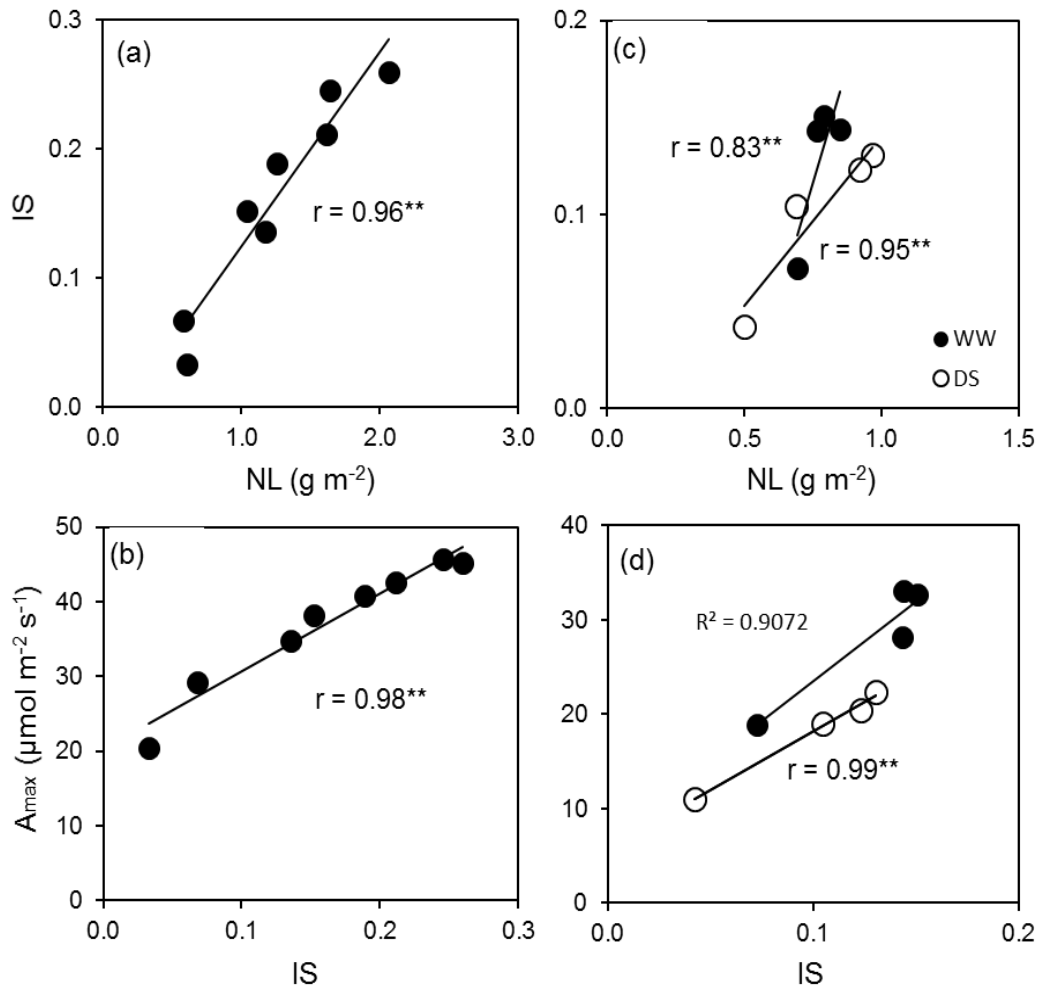 (a)
0.3
0.2
0.1
0.0
IS
r = 0.96**
0.0 1.0 2.0 3.0
NL (g m⁻²)
(c)
0.2
0.1
0.0
r = 0.83**
r = 0.95**
WW
DS
0.0 0.5 1.0 1.5
NL (g m⁻²)
(b)
50
40
30
20
10
0
Amax (µmol m⁻² s⁻¹)
r = 0.98**
0.0 0.1 0.2 0.3
IS
(d)
40
30
20
10
0
R² = 0.9072
r = 0.99**
0.0 0.1 0.2
IS